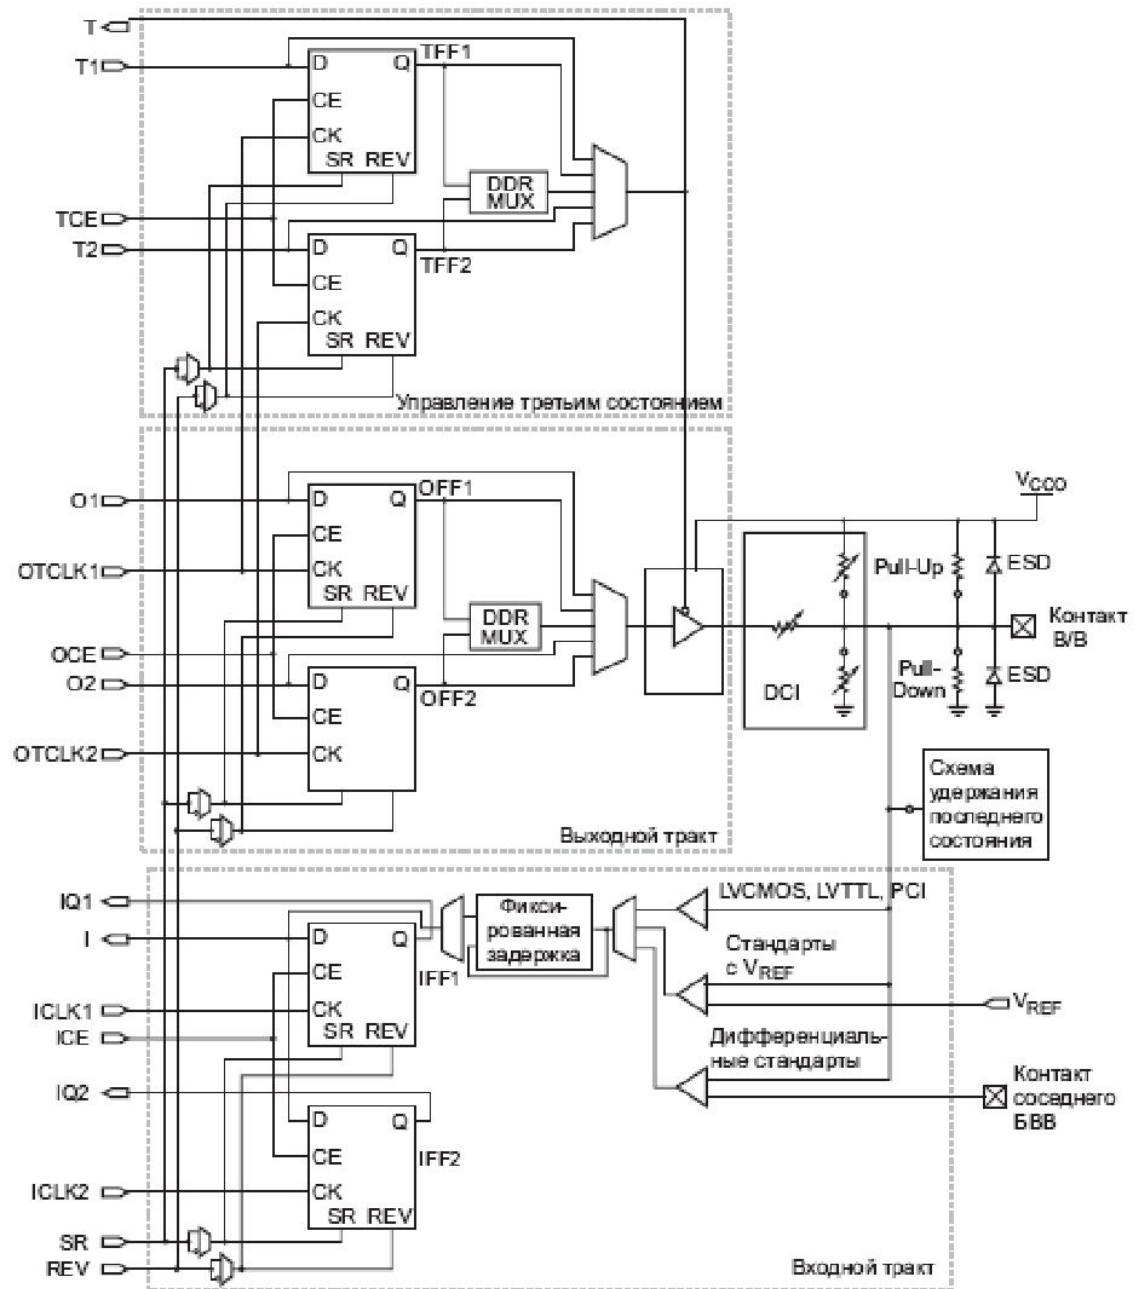 T
T1
D
Q
TFF1
CE
CK
SR REV
DDR
MUX
TCE
T2
D
Q
TFF2
CE
CK
SR REV
Управление третьим состоянием
O1
D
Q
OFF1
CE
OTCLK1
CK
SR REV
DDR
MUX
OCE
O2
D
Q
OFF2
CE
OTCLK2
CK
Выходной тракт
VCCO
Pull-Up
ESD
Контакт
В/В
DCI
Pull-
Down
ESD
Схема
удержания
последнего
состояния
IQ1
I
D
Q
IFF1
CE
ICLK1
CK
ICE
SR REV
Фикси-
рованная
задержка
LVCMOS, LVTTL, PCI
Стандарты
с VREF
VREF
Дифференциаль-
ные стандарты
Контакт
соседнего
БВВ
IQ2
D
Q
IFF2
CE
ICLK2
CK
SR REV
SR
REV
Входной тракт